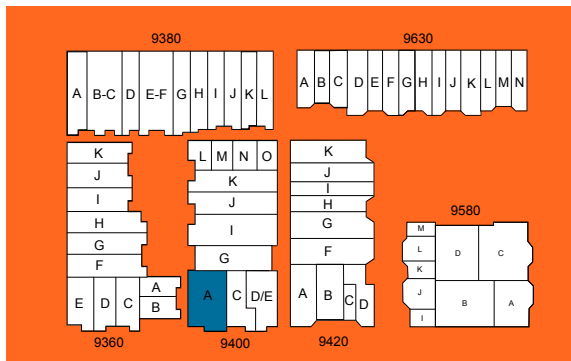 9380
A B-C D E-F G H I J K L
9630
A B C D E F G H I J K L M N
K
J
I
H
G
F
E D C
A
B
9360
L M N O
K
J
I
G
A C D/E
9400
K
J
I
H
G
F
A B C D
9420
9580
M
L
K
J
I
D C
B A